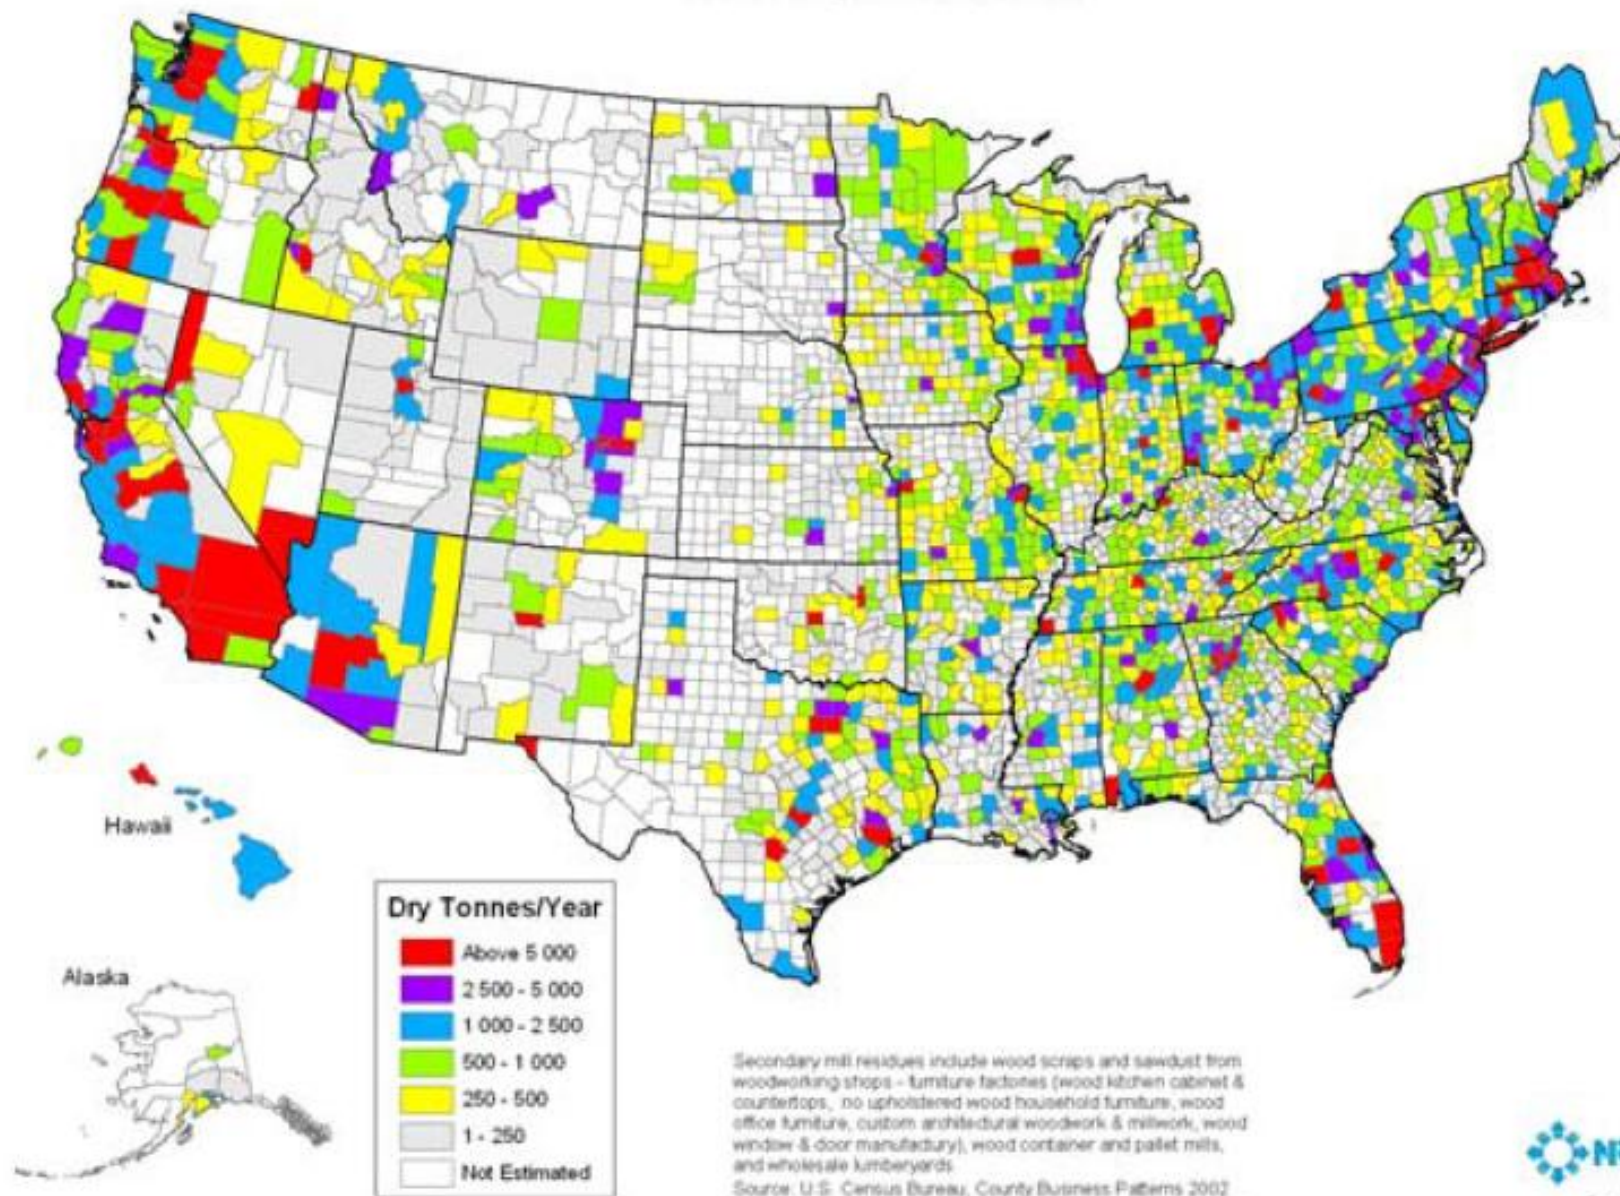 Hawaii
Alaska
Dry Tonnes/Year
Above 5 000
2 500 - 5 000
1 000 - 2 500
500 - 1 000
250 - 500
1 - 250
Not Estimated
Secondary mill residues include wood scraps and sawdust from
woodworking shops - furniture factories (wood kitchen cabinet &
countertops, no upholstered wood household furniture, wood
office furniture, custom architectural woodwork & millwork, wood
window & door manufactury), wood container and pallet mills,
and wholesale lumberyards
Source: U.S. Census Bureau, County Business Patterns 2002